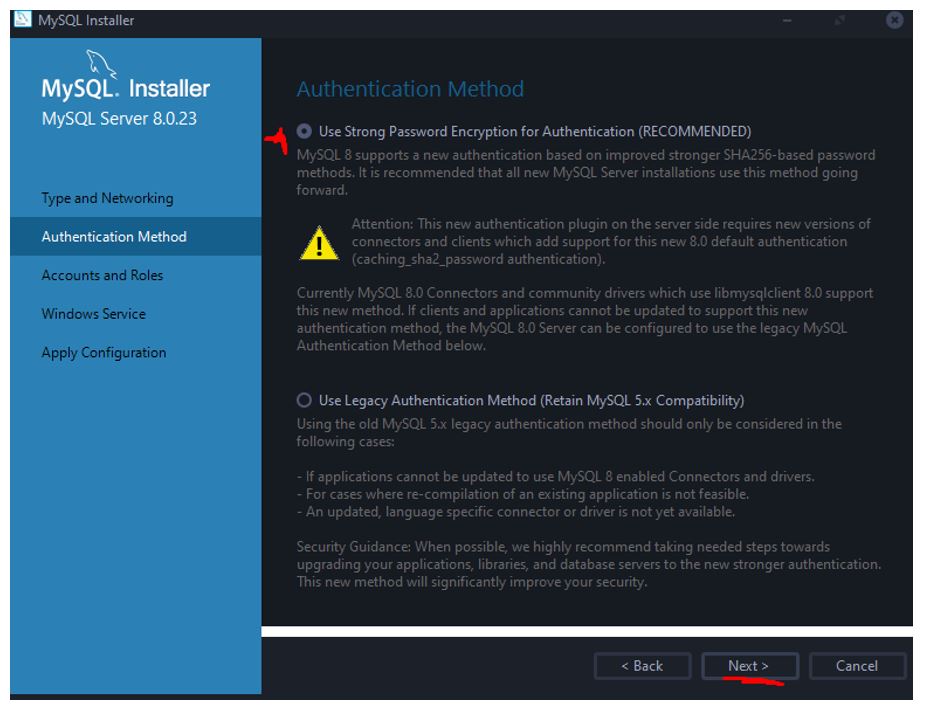 MySQL Installer
MySQL. Installer
MySQL Server 8.0.23
Type and Networking
Authentication Method
Accounts and Roles
Windows Service
Apply Configuration
Authentication Method
Use Strong Password Encryption for Authentication (RECOMMENDED)
MySQL 8 supports a new authentication based on improved stronger SHA256-based password
methods. It is recommended that all new MySQL Server installations use this method going
forward.
Attention: This new authentication plugin on the server side requires new versions of
connectors and clients which add support for this new 8.0 default authentication
(caching_sha2_password authentication).
Currently MySQL 8.0 Connectors and community drivers which use libmysqlclient 8.0 support
this new method. If clients and applications cannot be updated to support this new
authentication method, the MySQL 8.0 Server can be configured to use the legacy MySQL
Authentication Method below.
Use Legacy Authentication Method (Retain MySQL 5.x Compatibility)
Using the old MySQL 5.x legacy authentication method should only be considered in the
following cases:
- If applications cannot be updated to use MySQL 8 enabled Connectors and drivers.
- For cases where re-compilation of an existing application is not feasible.
- An updated, language specific connector or driver is not yet available.
Security Guidance: When possible, we highly recommend taking needed steps towards
upgrading your applications, libraries, and database servers to the new stronger authentication.
This new method will significantly improve your security.
< Back
Next >
Cancel